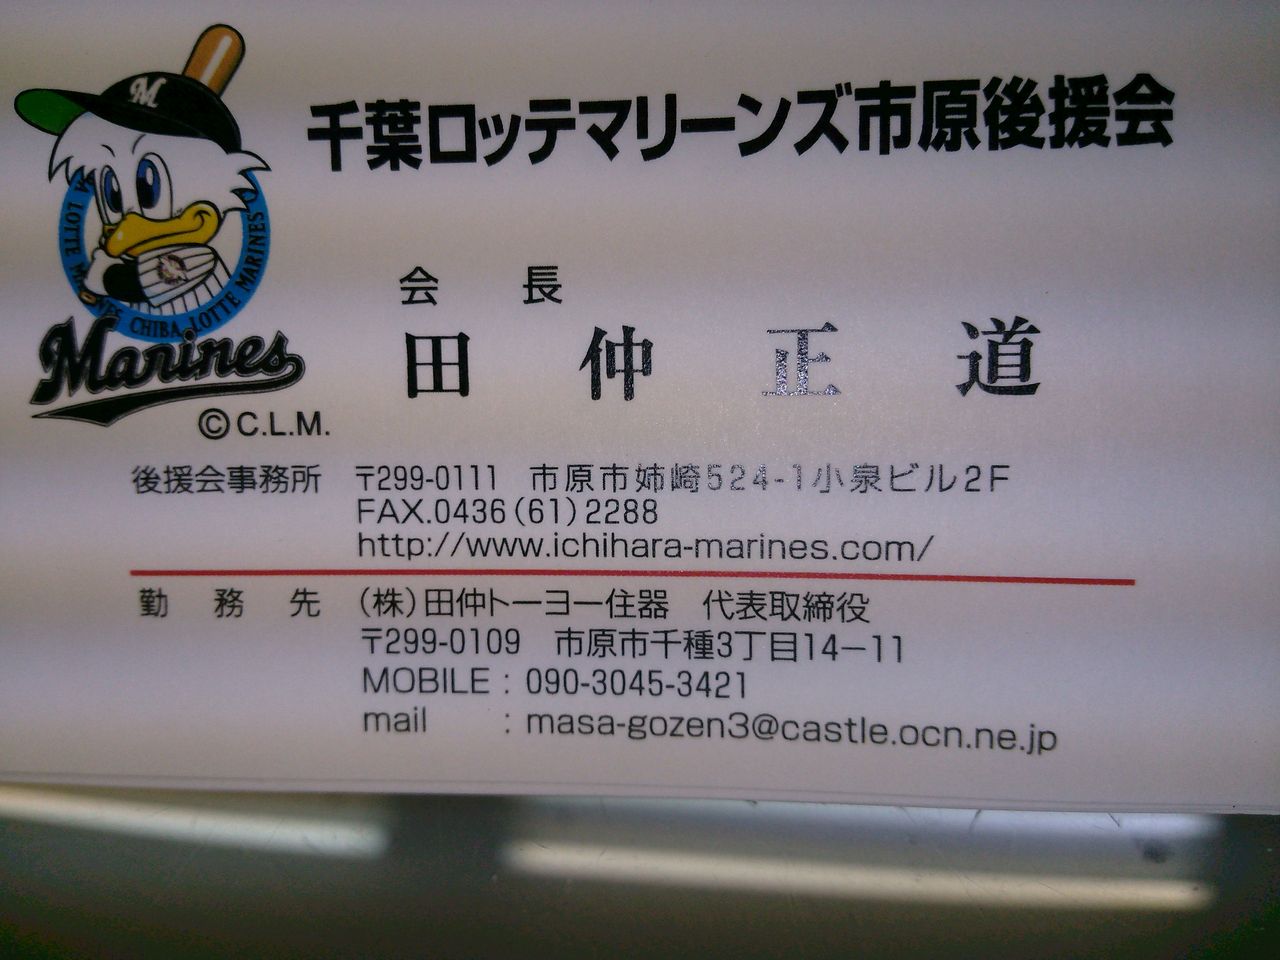 千葉ロッテマリーンズ市原後援会
M
CHIBA LOTTE MARINES
Marines
©C.L.M.
会長
田仲正道
後援会事務所 〒299-0111 市原市姉崎524-1小泉ビル2F
FAX.0436(61)2288
http://www.ichihara-marines.com/
勤務先 (株)田仲トーヨー住器 代表取締役
〒299-0109 市原市千種3丁目14-11
MOBILE : 090-3045-3421
mail : masa-gozen3@castle.ocn.ne.jp